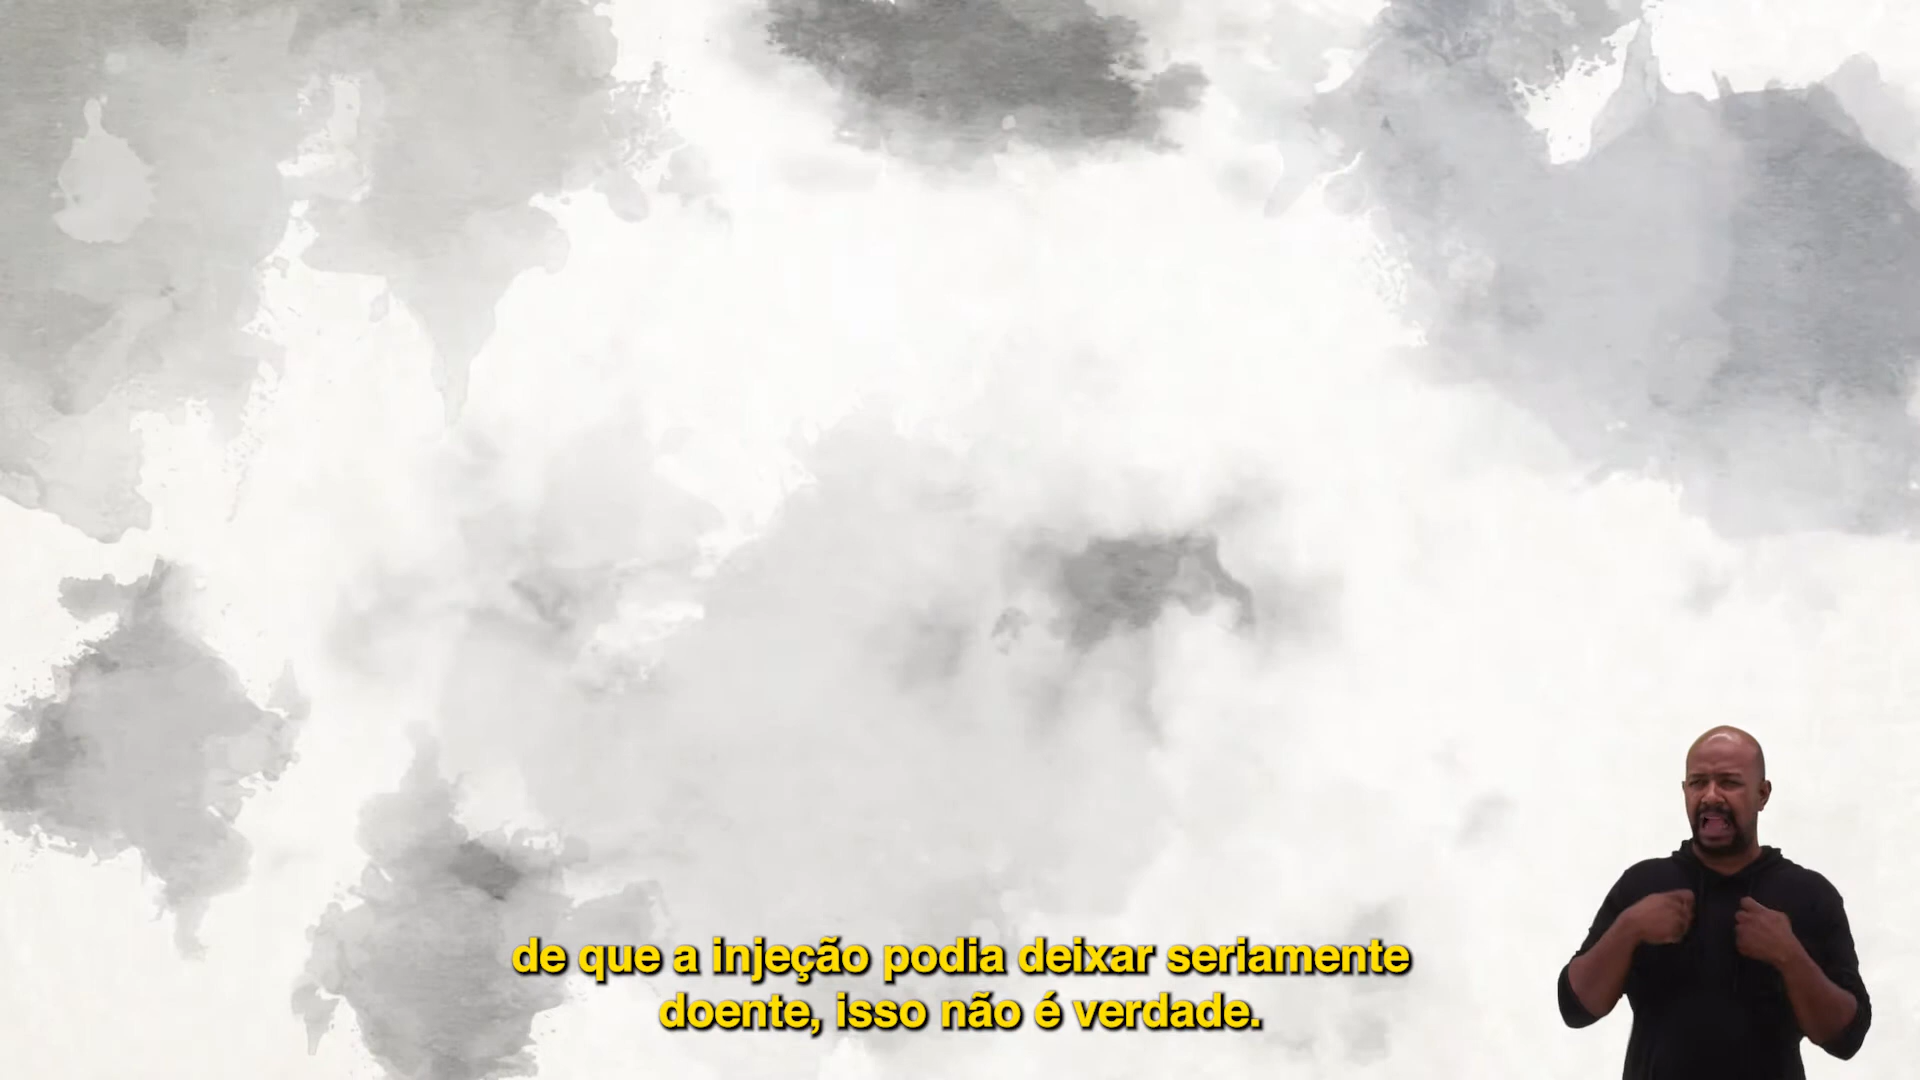 de que a injeção podia deixar seriamente
doente, isso não é verdade.